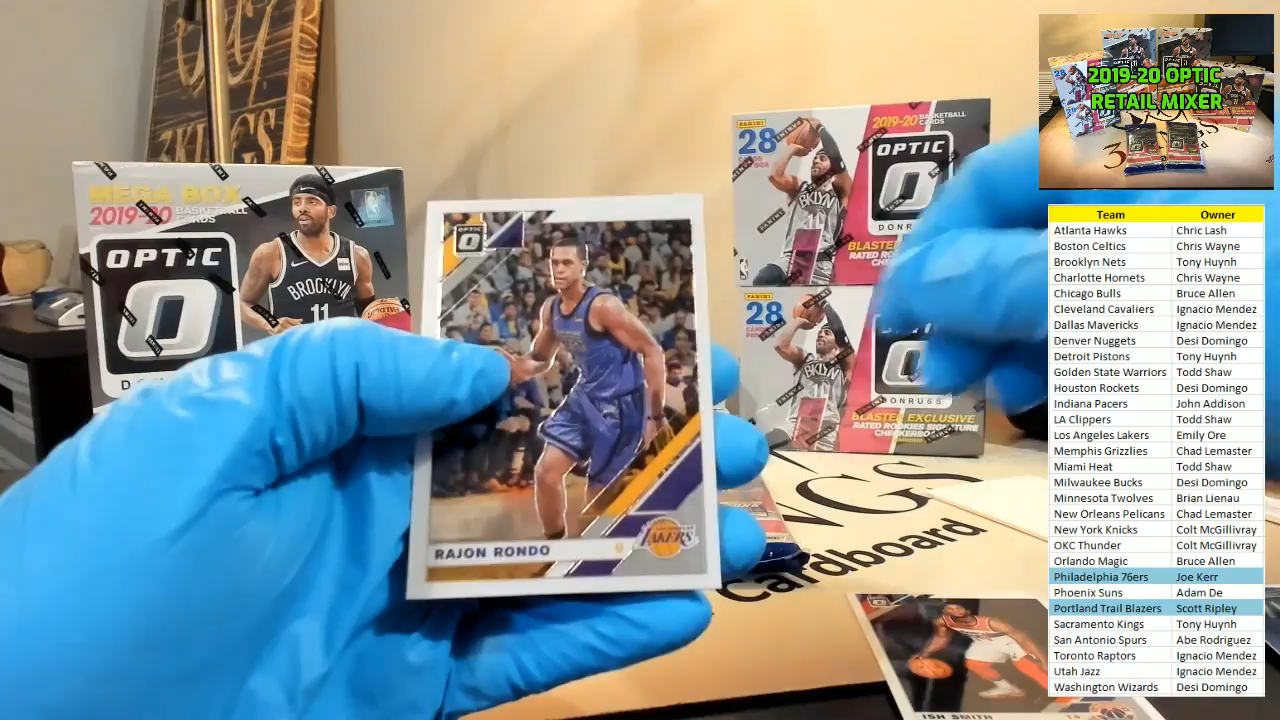 MEGA BOX
2019-20 BASKETBALL
CARDS
OPTIC
BROOKLYN
11
OPTIC
RAJON RONDO
LAKERS
PANINI
28
2019-20 BASKETBALL
CARDS
OPTIC
DONRUSS
BKLYN
11
PANINI
28
BKLYN
DONRUSS
BLASTER EXCLUSIVE
RATED ROOKIES SIGNATURE
Cardboard
ISH SMITH
2019-20 OPTIC
RETAIL MIXER
Team Owner
Atlanta Hawks Chric Lash
Boston Celtics Chris Wayne
Brooklyn Nets Tony Huynh
Charlotte Hornets Chris Wayne
Chicago Bulls Bruce Allen
Cleveland Cavaliers Ignacio Mendez
Dallas Mavericks Ignacio Mendez
Denver Nuggets Desi Domingo
Detroit Pistons Tony Huynh
Golden State Warriors Todd Shaw
Houston Rockets Desi Domingo
Indiana Pacers John Addison
LA Clippers Todd Shaw
Los Angeles Lakers Emily Ore
Memphis Grizzlies Chad Lemaster
Miami Heat Todd Shaw
Milwaukee Bucks Desi Domingo
Minnesota Twolves Brian Lienau
New Orleans Pelicans Chad Lemaster
New York Knicks Colt McGillivray
OKC Thunder Colt McGillivray
Orlando Magic Bruce Allen
Philadelphia 76ers Joe Kerr
Phoenix Suns Adam De
Portland Trail Blazers Scott Ripley
Sacramento Kings Tony Huynh
San Antonio Spurs Abe Rodriguez
Toronto Raptors Ignacio Mendez
Utah Jazz Ignacio Mendez
Washington Wizards Desi Domingo